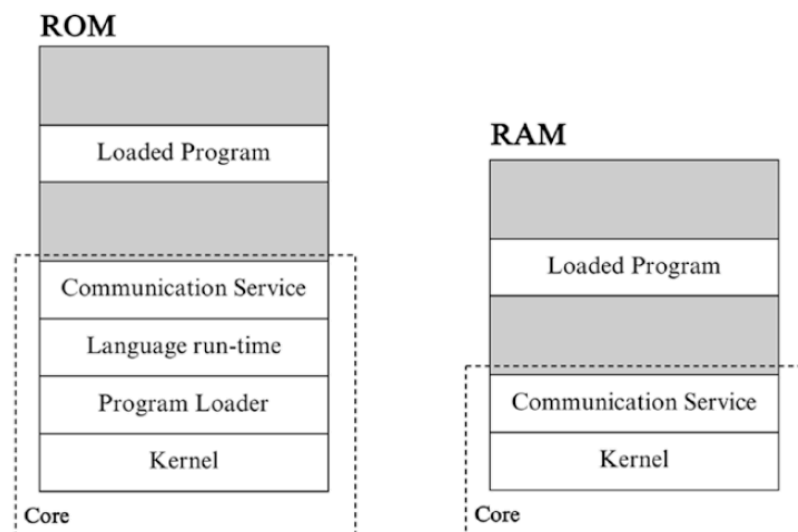 ROM
Loaded Program
Communication Service
Language run-time
Program Loader
Kernel
Core
RAM
Loaded Program
Communication Service
Kernel
Core